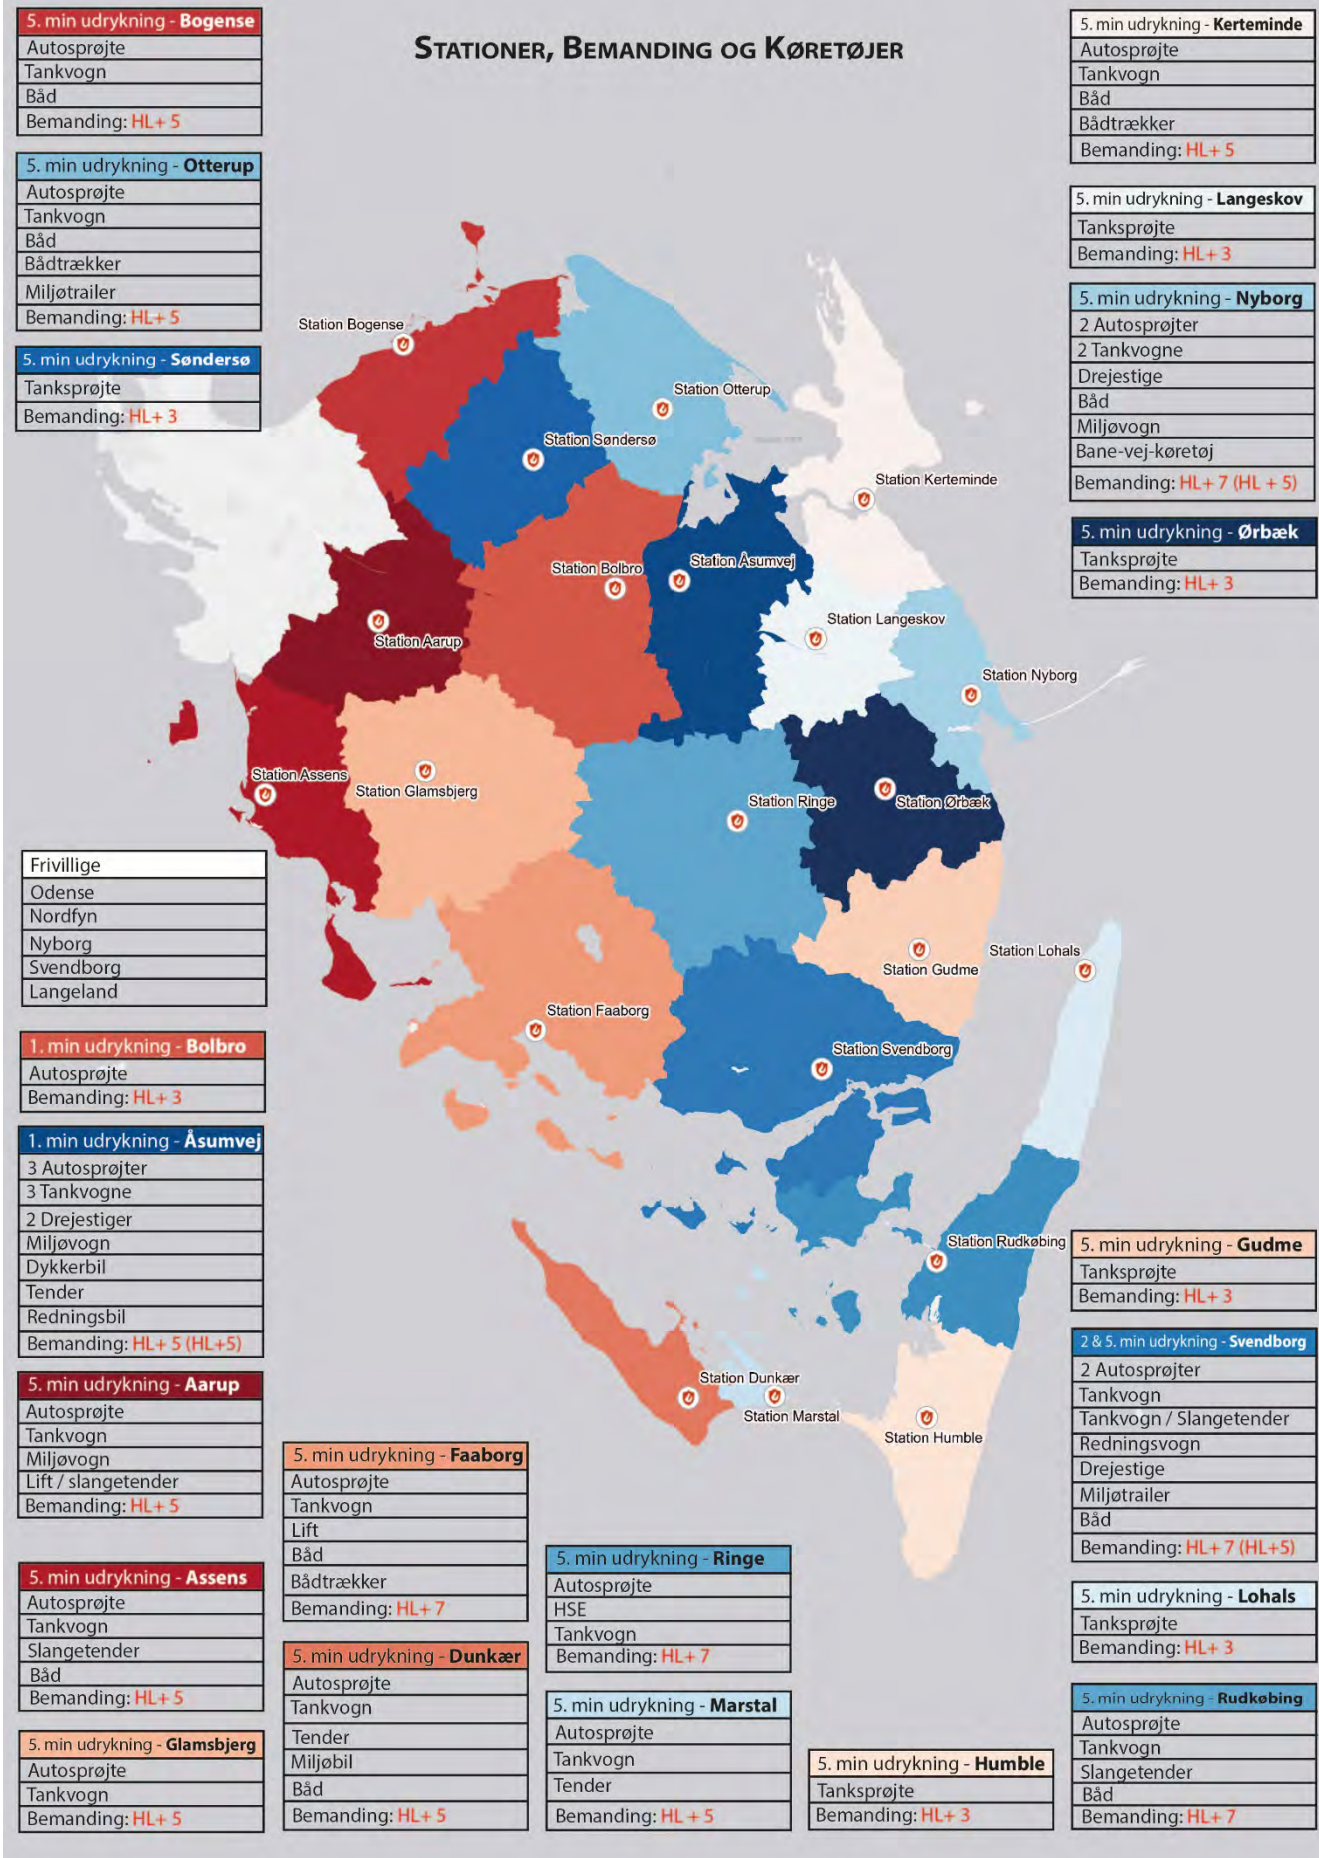 STATIONER, BEMANDING OG KØRETØJER
5. min udrykning - Bogense
Autosprøjte
Tankvogn
Båd
Bemanding: HL+ 5
5. min udrykning - Otterup
Autosprøjte
Tankvogn
Båd
Bådtrækker
Miljøtrailer
Bemanding: HL+ 5
5. min udrykning - Søndersø
Tanksprøjte
Bemanding: HL+ 3
5. min udrykning - Kerteminde
Autosprøjte
Tankvogn
Båd
Bådtrækker
Bemanding: HL+ 5
5. min udrykning - Langeskov
Tanksprøjte
Bemanding: HL+ 3
5. min udrykning - Nyborg
2 Autosprøjter
2 Tankvogne
Drejestige
Båd
Miljøvogn
Bane-vej-køretøj
Bemanding: HL+ 7 (HL + 5)
5. min udrykning - Ørbæk
Tanksprøjte
Bemanding: HL+ 3
Station Bogense
Station Otterup
Station Søndersø
Station Kerteminde
Station Bolbro
Station Åsumvej
Station Langeskov
Station Aarup
Station Nyborg
Station Assens
Station Glamsbjerg
Station Ringe
Station Ørbæk
Station Gudme
Station Lohals
Station Faaborg
Station Svendborg
Station Rudkøbing
Station Dunkær
Station Marstal
Station Humble
Frivillige
Odense
Nordfyn
Nyborg
Svendborg
Langeland
1. min udrykning - Bolbro
Autosprøjte
Bemanding: HL+ 3
1. min udrykning - Åsumvej
3 Autosprøjter
3 Tankvogne
2 Drejestiger
Miljøvogn
Dykkerbil
Tender
Redningsbil
Bemanding: HL+ 5 (HL+5)
5. min udrykning - Aarup
Autosprøjte
Tankvogn
Miljøvogn
Lift / slangetender
Bemanding: HL+ 5
5. min udrykning - Assens
Autosprøjte
Tankvogn
Slangetender
Båd
Bemanding: HL+ 5
5. min udrykning - Glamsbjerg
Autosprøjte
Tankvogn
Bemanding: HL+ 5
5. min udrykning - Faaborg
Autosprøjte
Tankvogn
Lift
Båd
Bådtrækker
Bemanding: HL+ 7
5. min udrykning - Dunkær
Autosprøjte
Tankvogn
Tender
Miljøbil
Båd
Bemanding: HL+ 5
5. min udrykning - Ringe
Autosprøjte
HSE
Tankvogn
Bemanding: HL+ 7
5. min udrykning - Marstal
Autosprøjte
Tankvogn
Tender
Bemanding: HL+ 5
5. min udrykning - Humble
Tanksprøjte
Bemanding: HL+ 3
5. min udrykning - Gudme
Tanksprøjte
Bemanding: HL+ 3
2 & 5. min udrykning - Svendborg
2 Autosprøjter
Tankvogn
Tankvogn / Slangetender
Redningsvogn
Drejestige
Miljøtrailer
Båd
Bemanding: HL+ 7 (HL+5)
5. min udrykning - Lohals
Tanksprøjte
Bemanding: HL+ 3
5. min udrykning - Rudkøbing
Autosprøjte
Tankvogn
Slangetender
Båd
Bemanding: HL+ 7